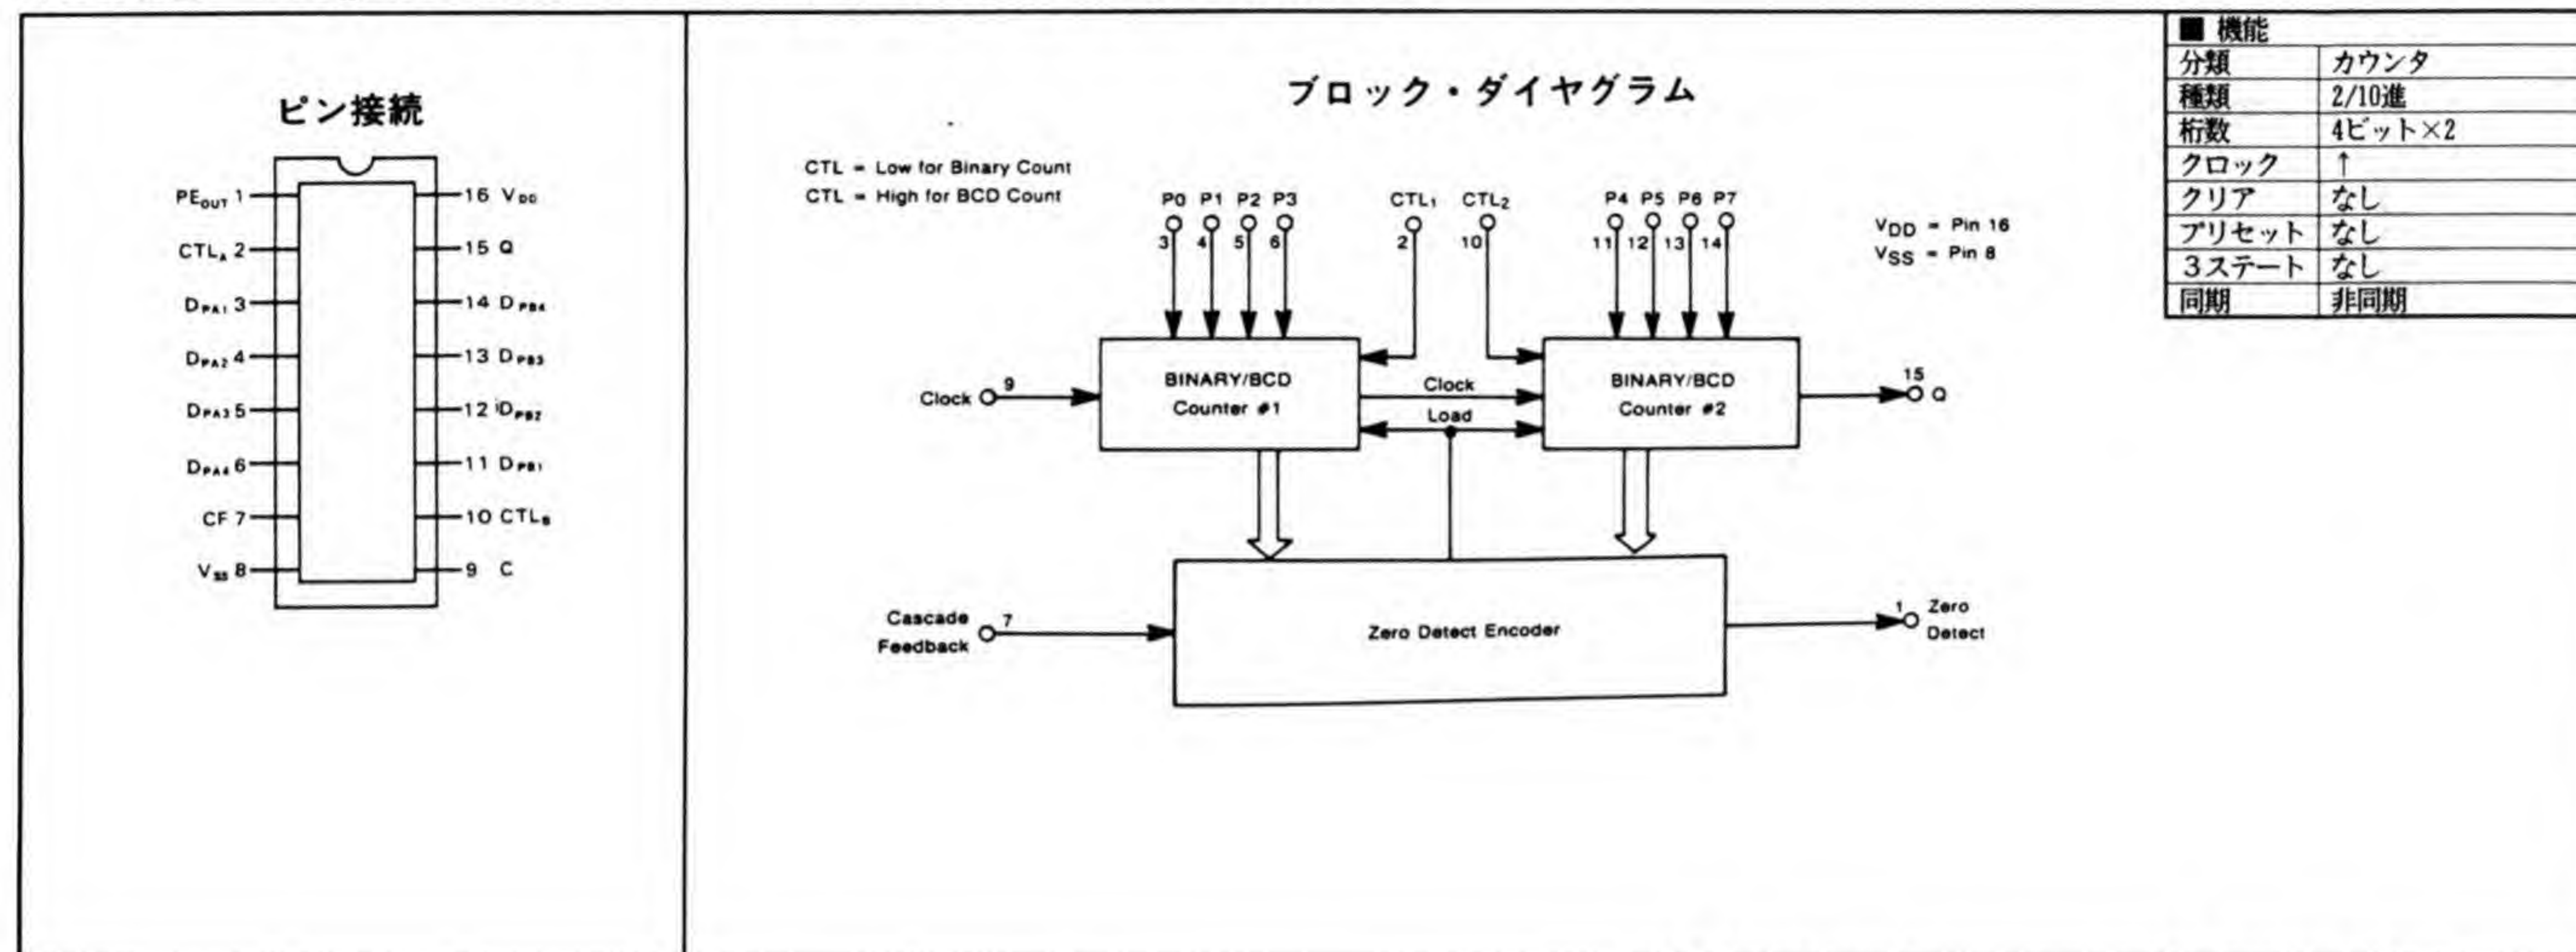 ピン接続
PEOUT 1
CTLA 2
DPA1 3
DPA2 4
DPA3 5
DPA4 6
CF 7
VSS 8
16 VDD
15 Q
14 DPB4
13 DPB3
12 DPB2
11 DPB1
10 CTLB
9 C
ブロック・ダイヤグラム
CTL = Low for Binary Count
CTL = High for BCD Count
P0 P1 P2 P3
3 4 5 6
CTL1 CTL2
2 10
P4 P5 P6 P7
11 12 13 14
VDD = Pin 16
VSS = Pin 8
Clock 9
BINARY/BCD
Counter #1
Clock
Load
BINARY/BCD
Counter #2
15
Q
Cascade
Feedback
7
Zero Detect Encoder
1
Zero
Detect
■ 機能
分類 カウンタ
種類 2/10進
桁数 4ビット×2
クロック ↑
クリア なし
プリセット なし
3ステート なし
同期 非同期